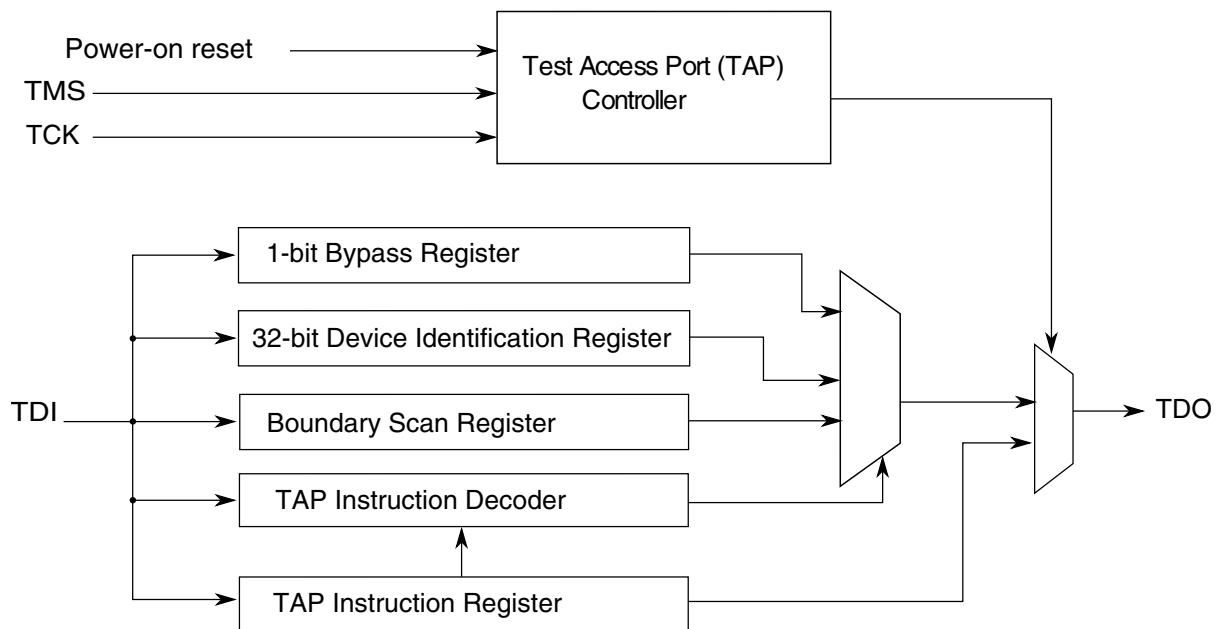 Power-on reset
TMS
TCK
Test Access Port (TAP)
Controller
1-bit Bypass Register
32-bit Device Identification Register
TDI
Boundary Scan Register
TDO
TAP Instruction Decoder
TAP Instruction Register